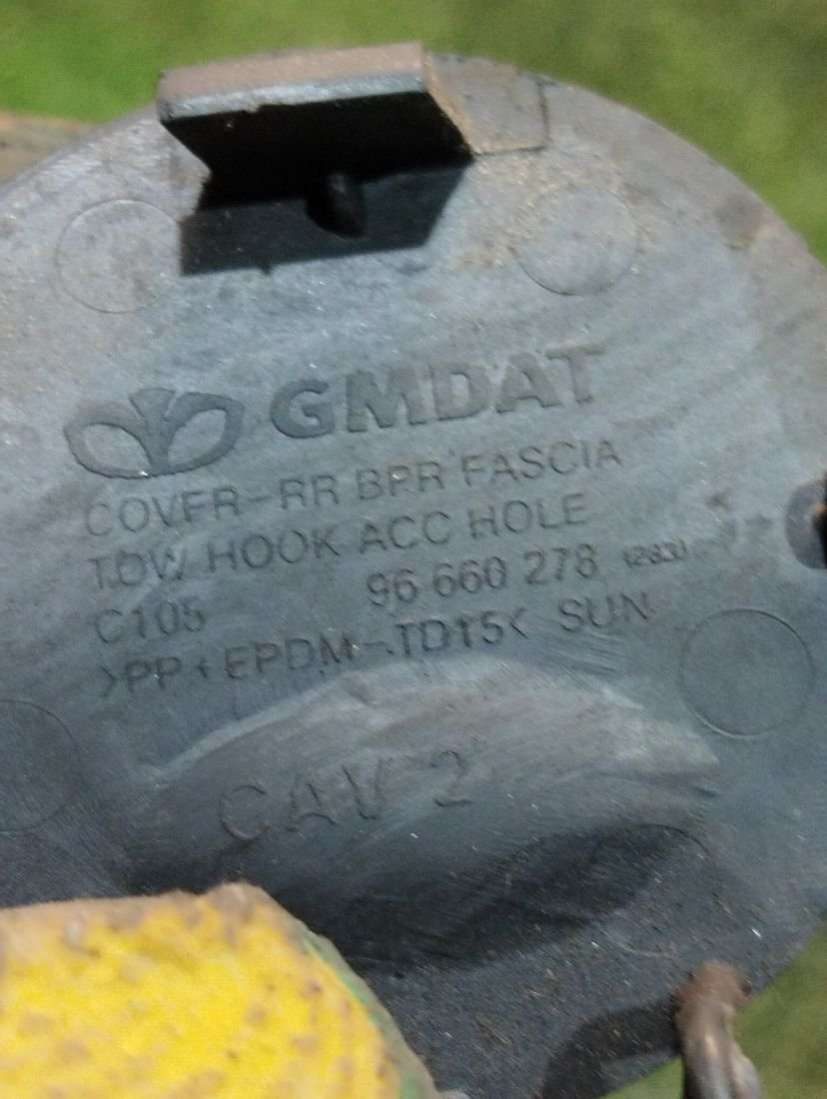 GMDAT
COVER-RR BPR FASCIA
TOW HOOK ACC HOLE
C105 96 660 278
>PP+EPDM-TD15< SUN
CAV 2